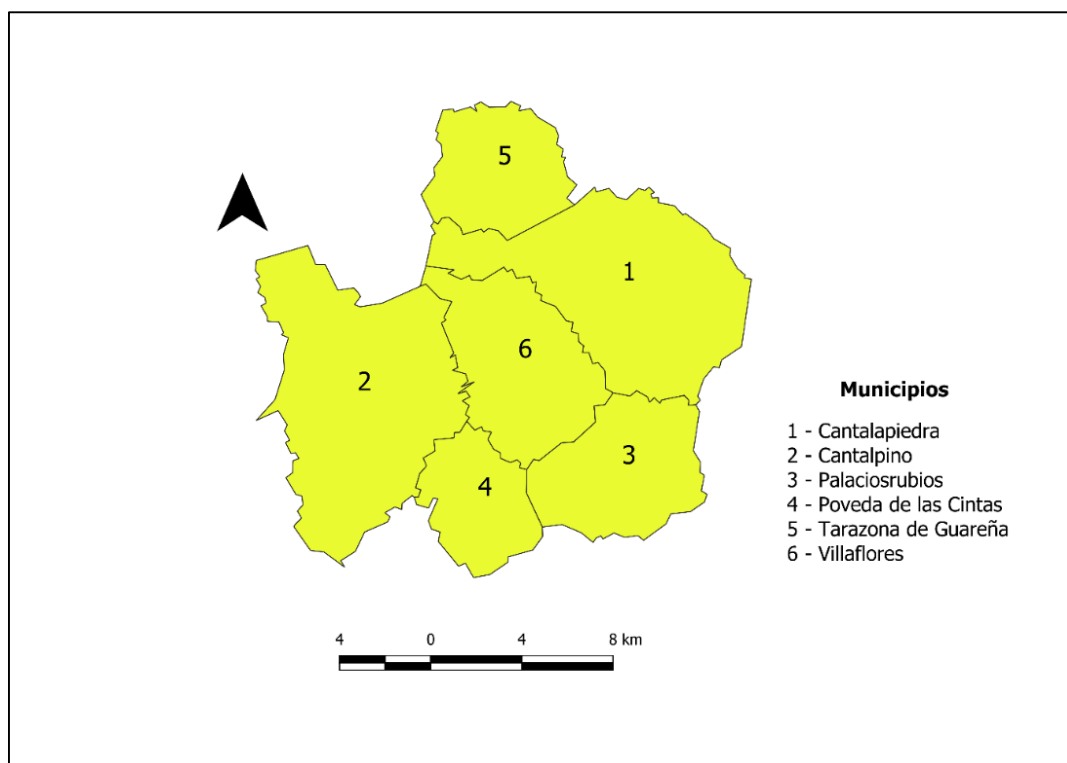 5
1
6
2
3
4
Municipios
1 - Cantalapiedra
2 - Cantalpino
3 - Palaciosrubios
4 - Poveda de las Cintas
5 - Tarazona de Guareña
6 - Villaflores
4 0 4 8 km